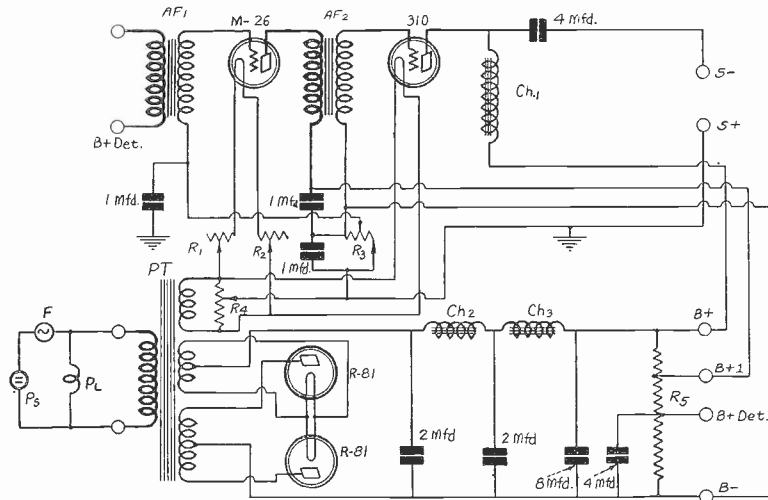 AF1
M-26
AF2
310
4 mfd.
Ch.1
S-
S+
B+ Det.
1 Mfd.
1 mfd.
1 mfd.
R1
R2
R3
R4
PT
F
PS
PL
R-81
R-81
Ch2
Ch3
B+
B+1
R5
B+ Det.
2 mfd
2 mfd
8 mfd.
4 mfd.
B-